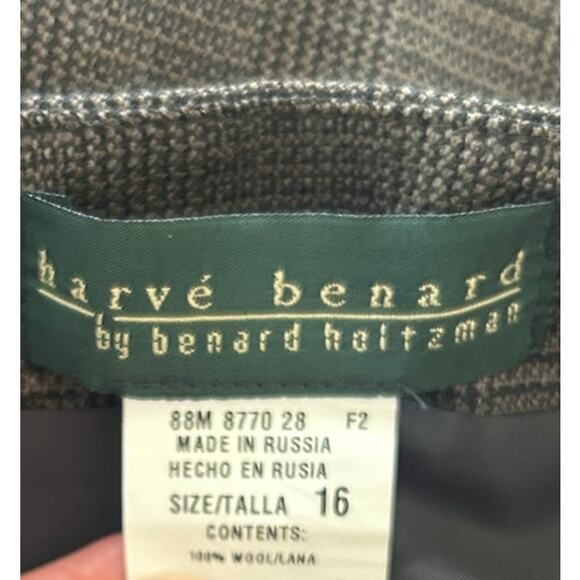 harvé benard
by benard holtzman
88M 8770 28 F2
MADE IN RUSSIA
HECHO EN RUSIA
SIZE/TALLA 16
CONTENTS:
100% WOOL/LANA